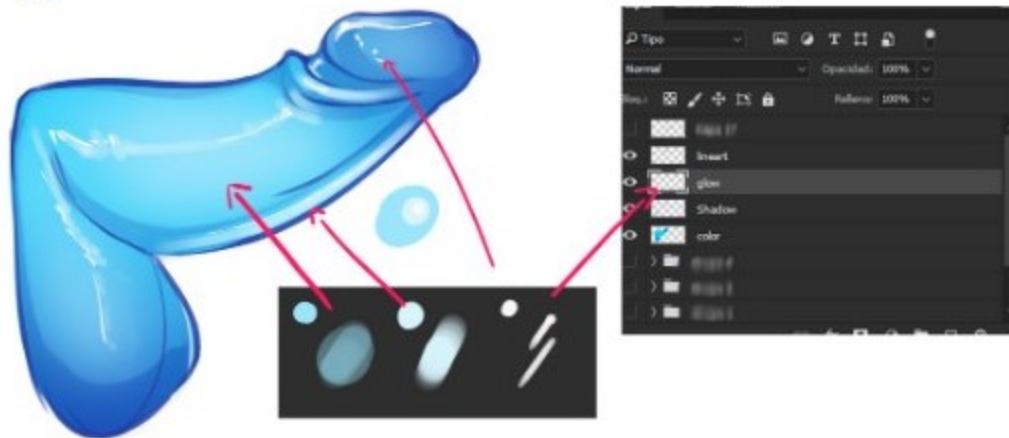 Tipo
Normal
Opacidad: 100%
Relleno: 100%
lineart
glow
Shadow
color